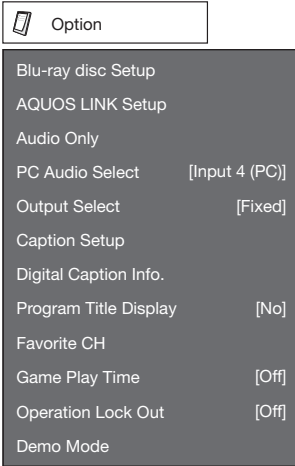 Option
Blu-ray disc Setup
AQUOS LINK Setup
Audio Only
PC Audio Select [Input 4 (PC)]
Output Select [Fixed]
Caption Setup
Digital Caption Info.
Program Title Display [No]
Favorite CH
Game Play Time [Off]
Operation Lock Out [Off]
Demo Mode